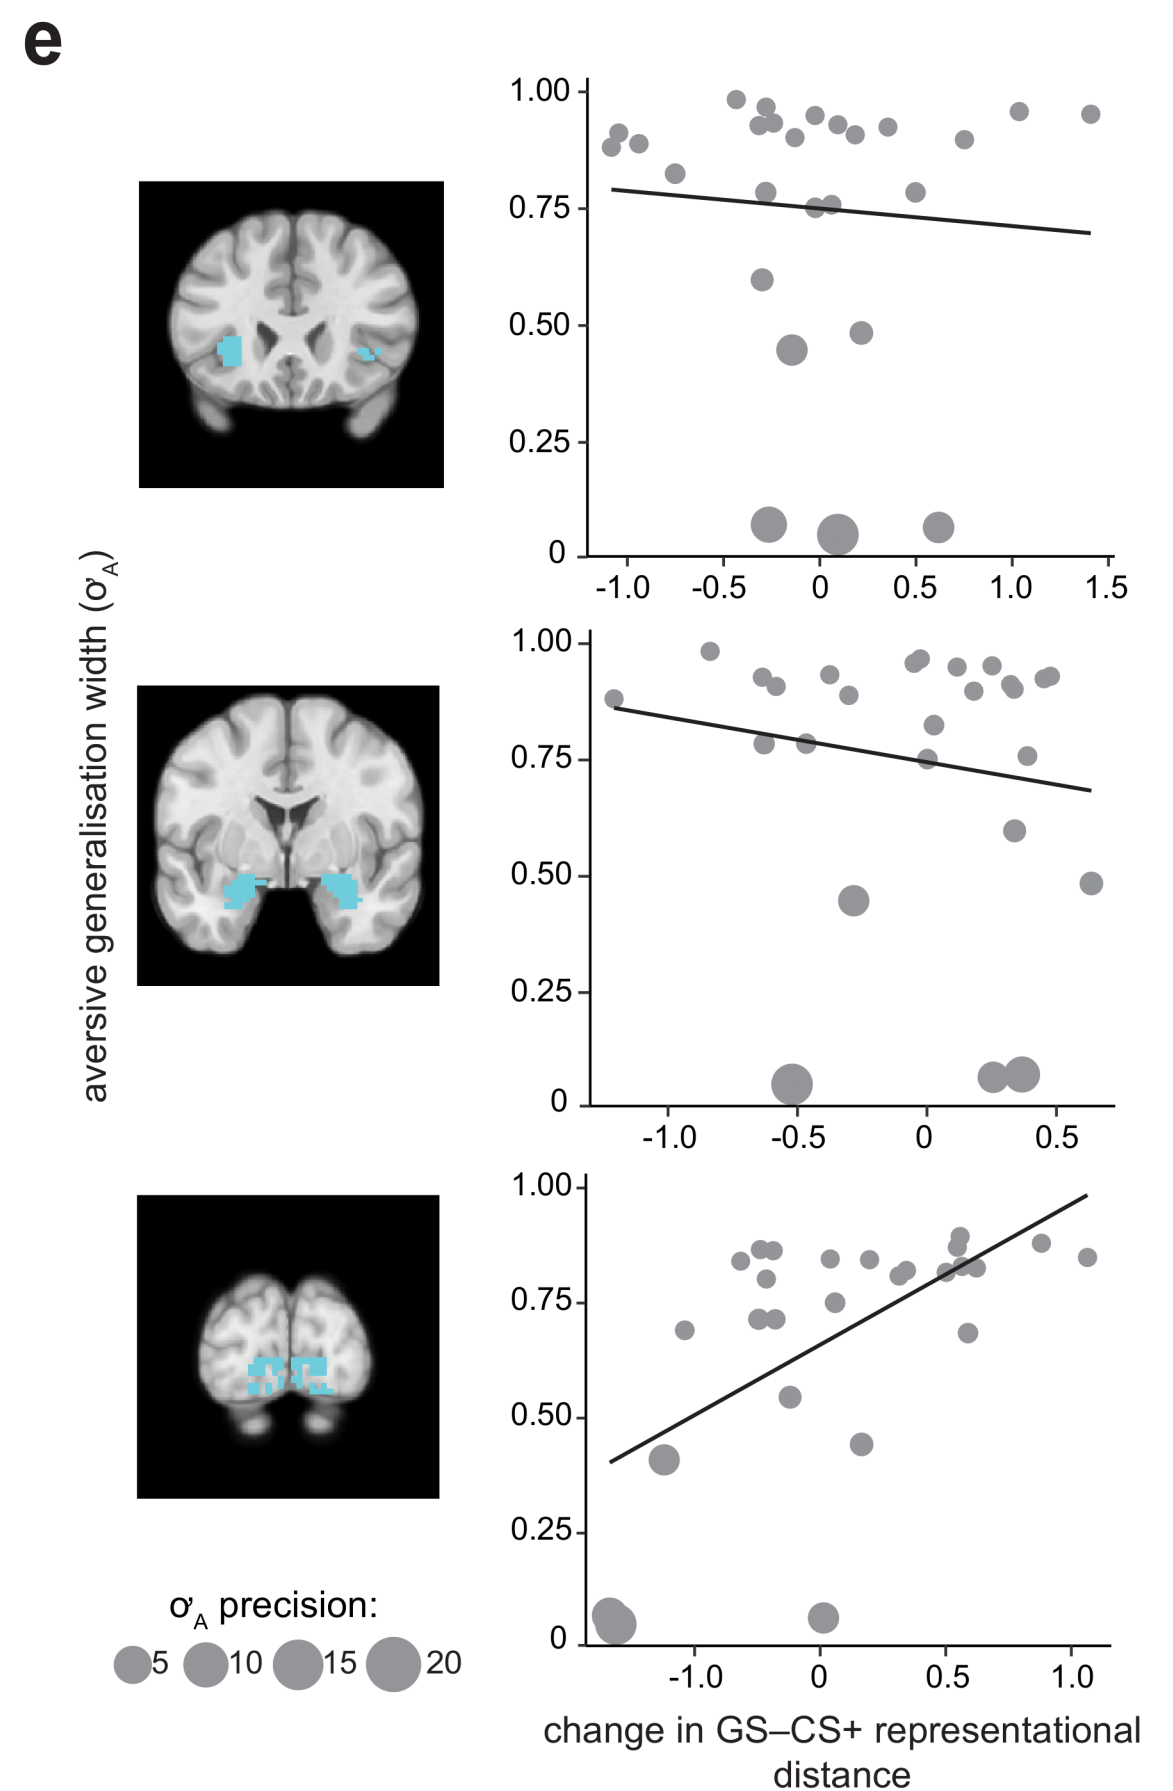 e
1.00
0.75
0.50
0.25
0
-1.0 -0.5 0 0.5 1.0 1.5
aversive generalisation width (σA)
1.00
0.75
0.50
0.25
0
-1.0 -0.5 0 0.5
1.00
0.75
0.50
0.25
0
-1.0 0 0.5 1.0
σA precision:
5 10 15 20
change in GS–CS+ representational
distance